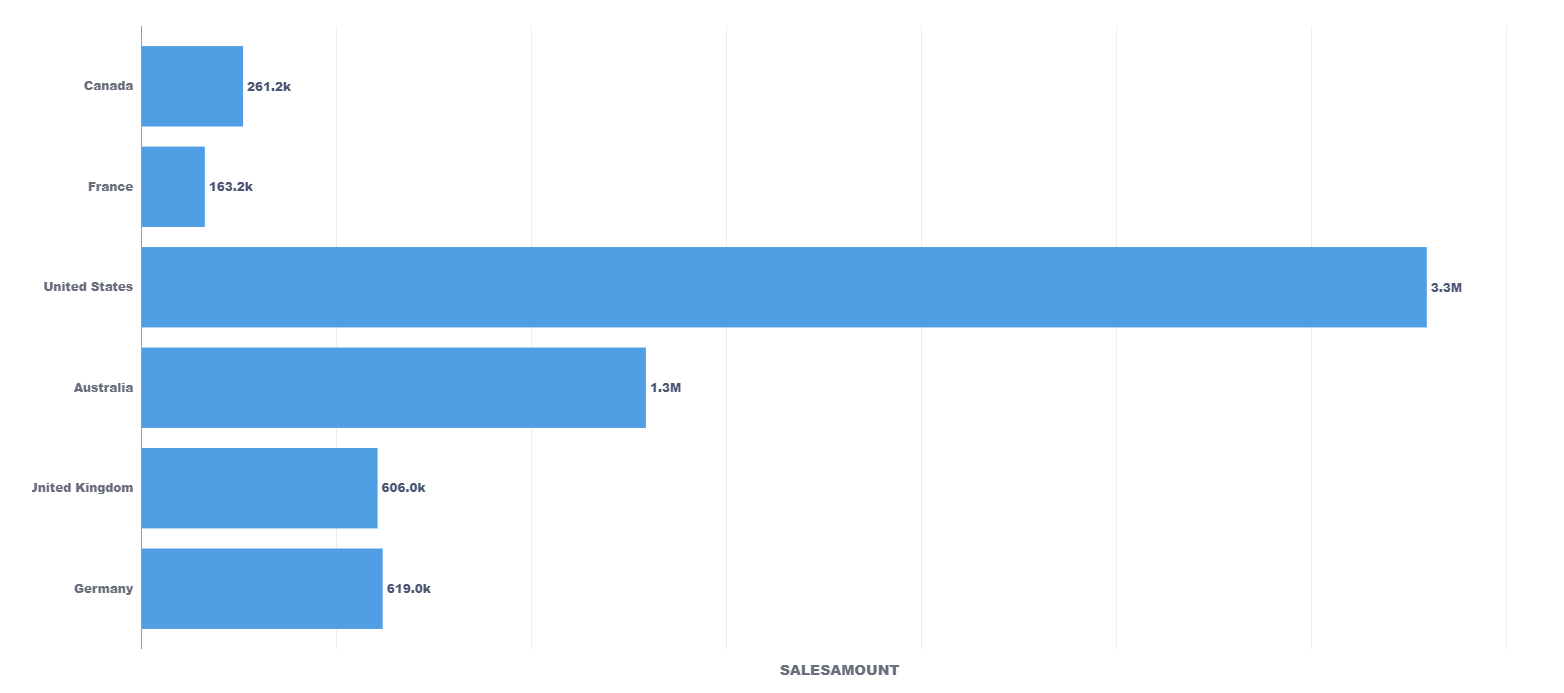 Canada 261.2k
France 163.2k
United States 3.3M
Australia 1.3M
United Kingdom 606.0k
Germany 619.0k
SALESAMOUNT